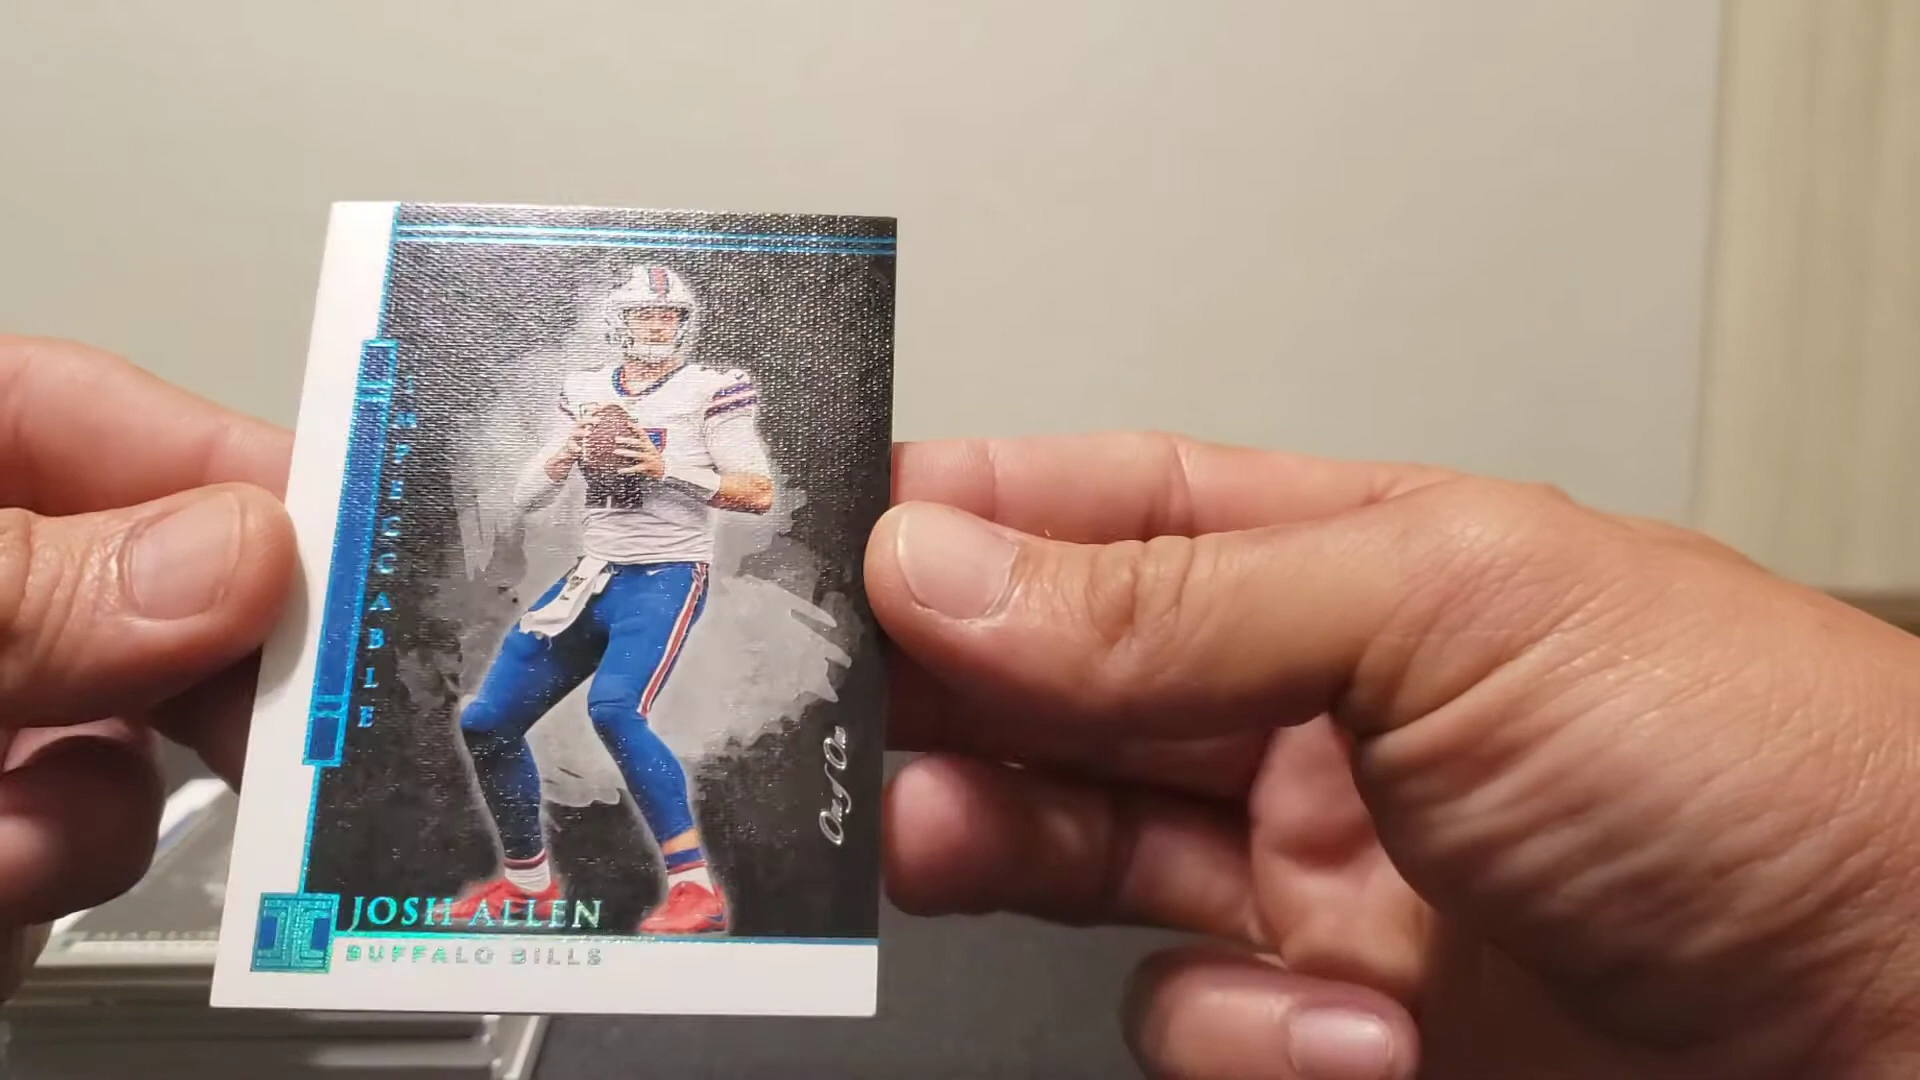 IMPECCABLE
One of One
JOSH ALLEN
BUFFALO BILLS